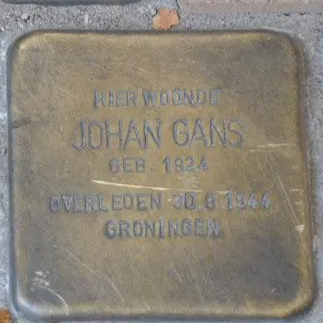 HIER WOONDE
JOHAN GANS
GEB. 1924
OVERLEDEN 30.6.1944
GRONINGEN